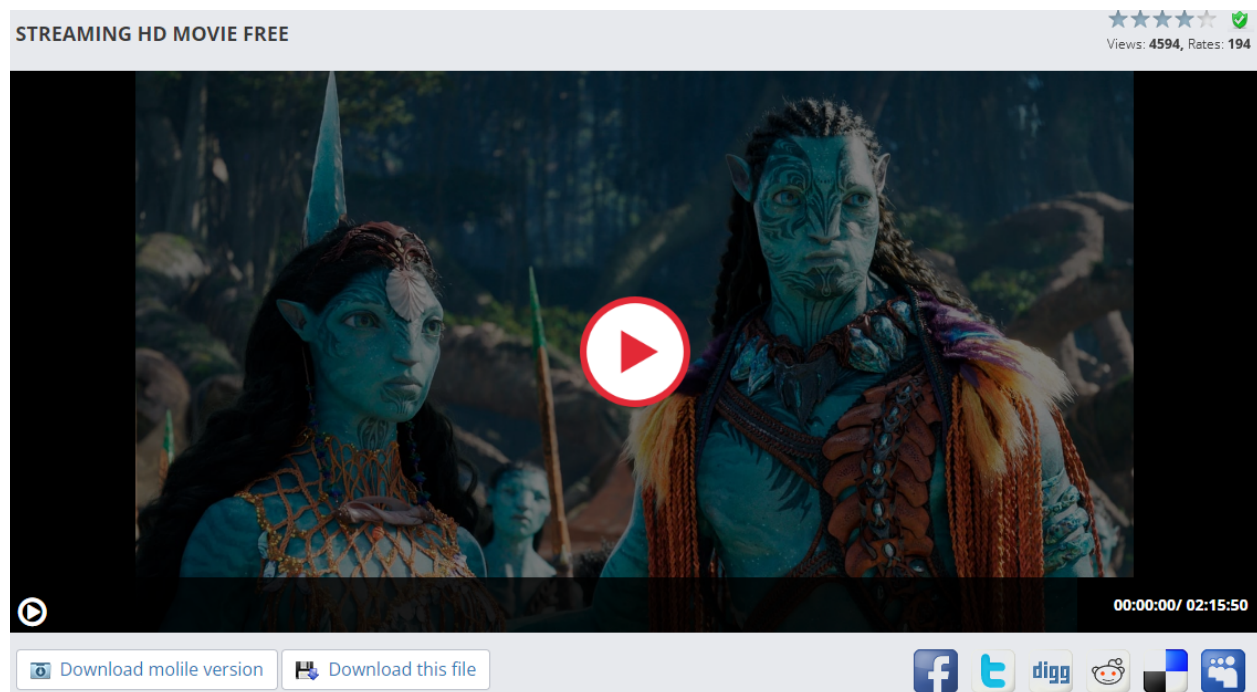 STREAMING HD MOVIE FREE
Views: 4594, Rates: 194
00:00:00/ 02:15:50
Download molile version
Download this file
digg